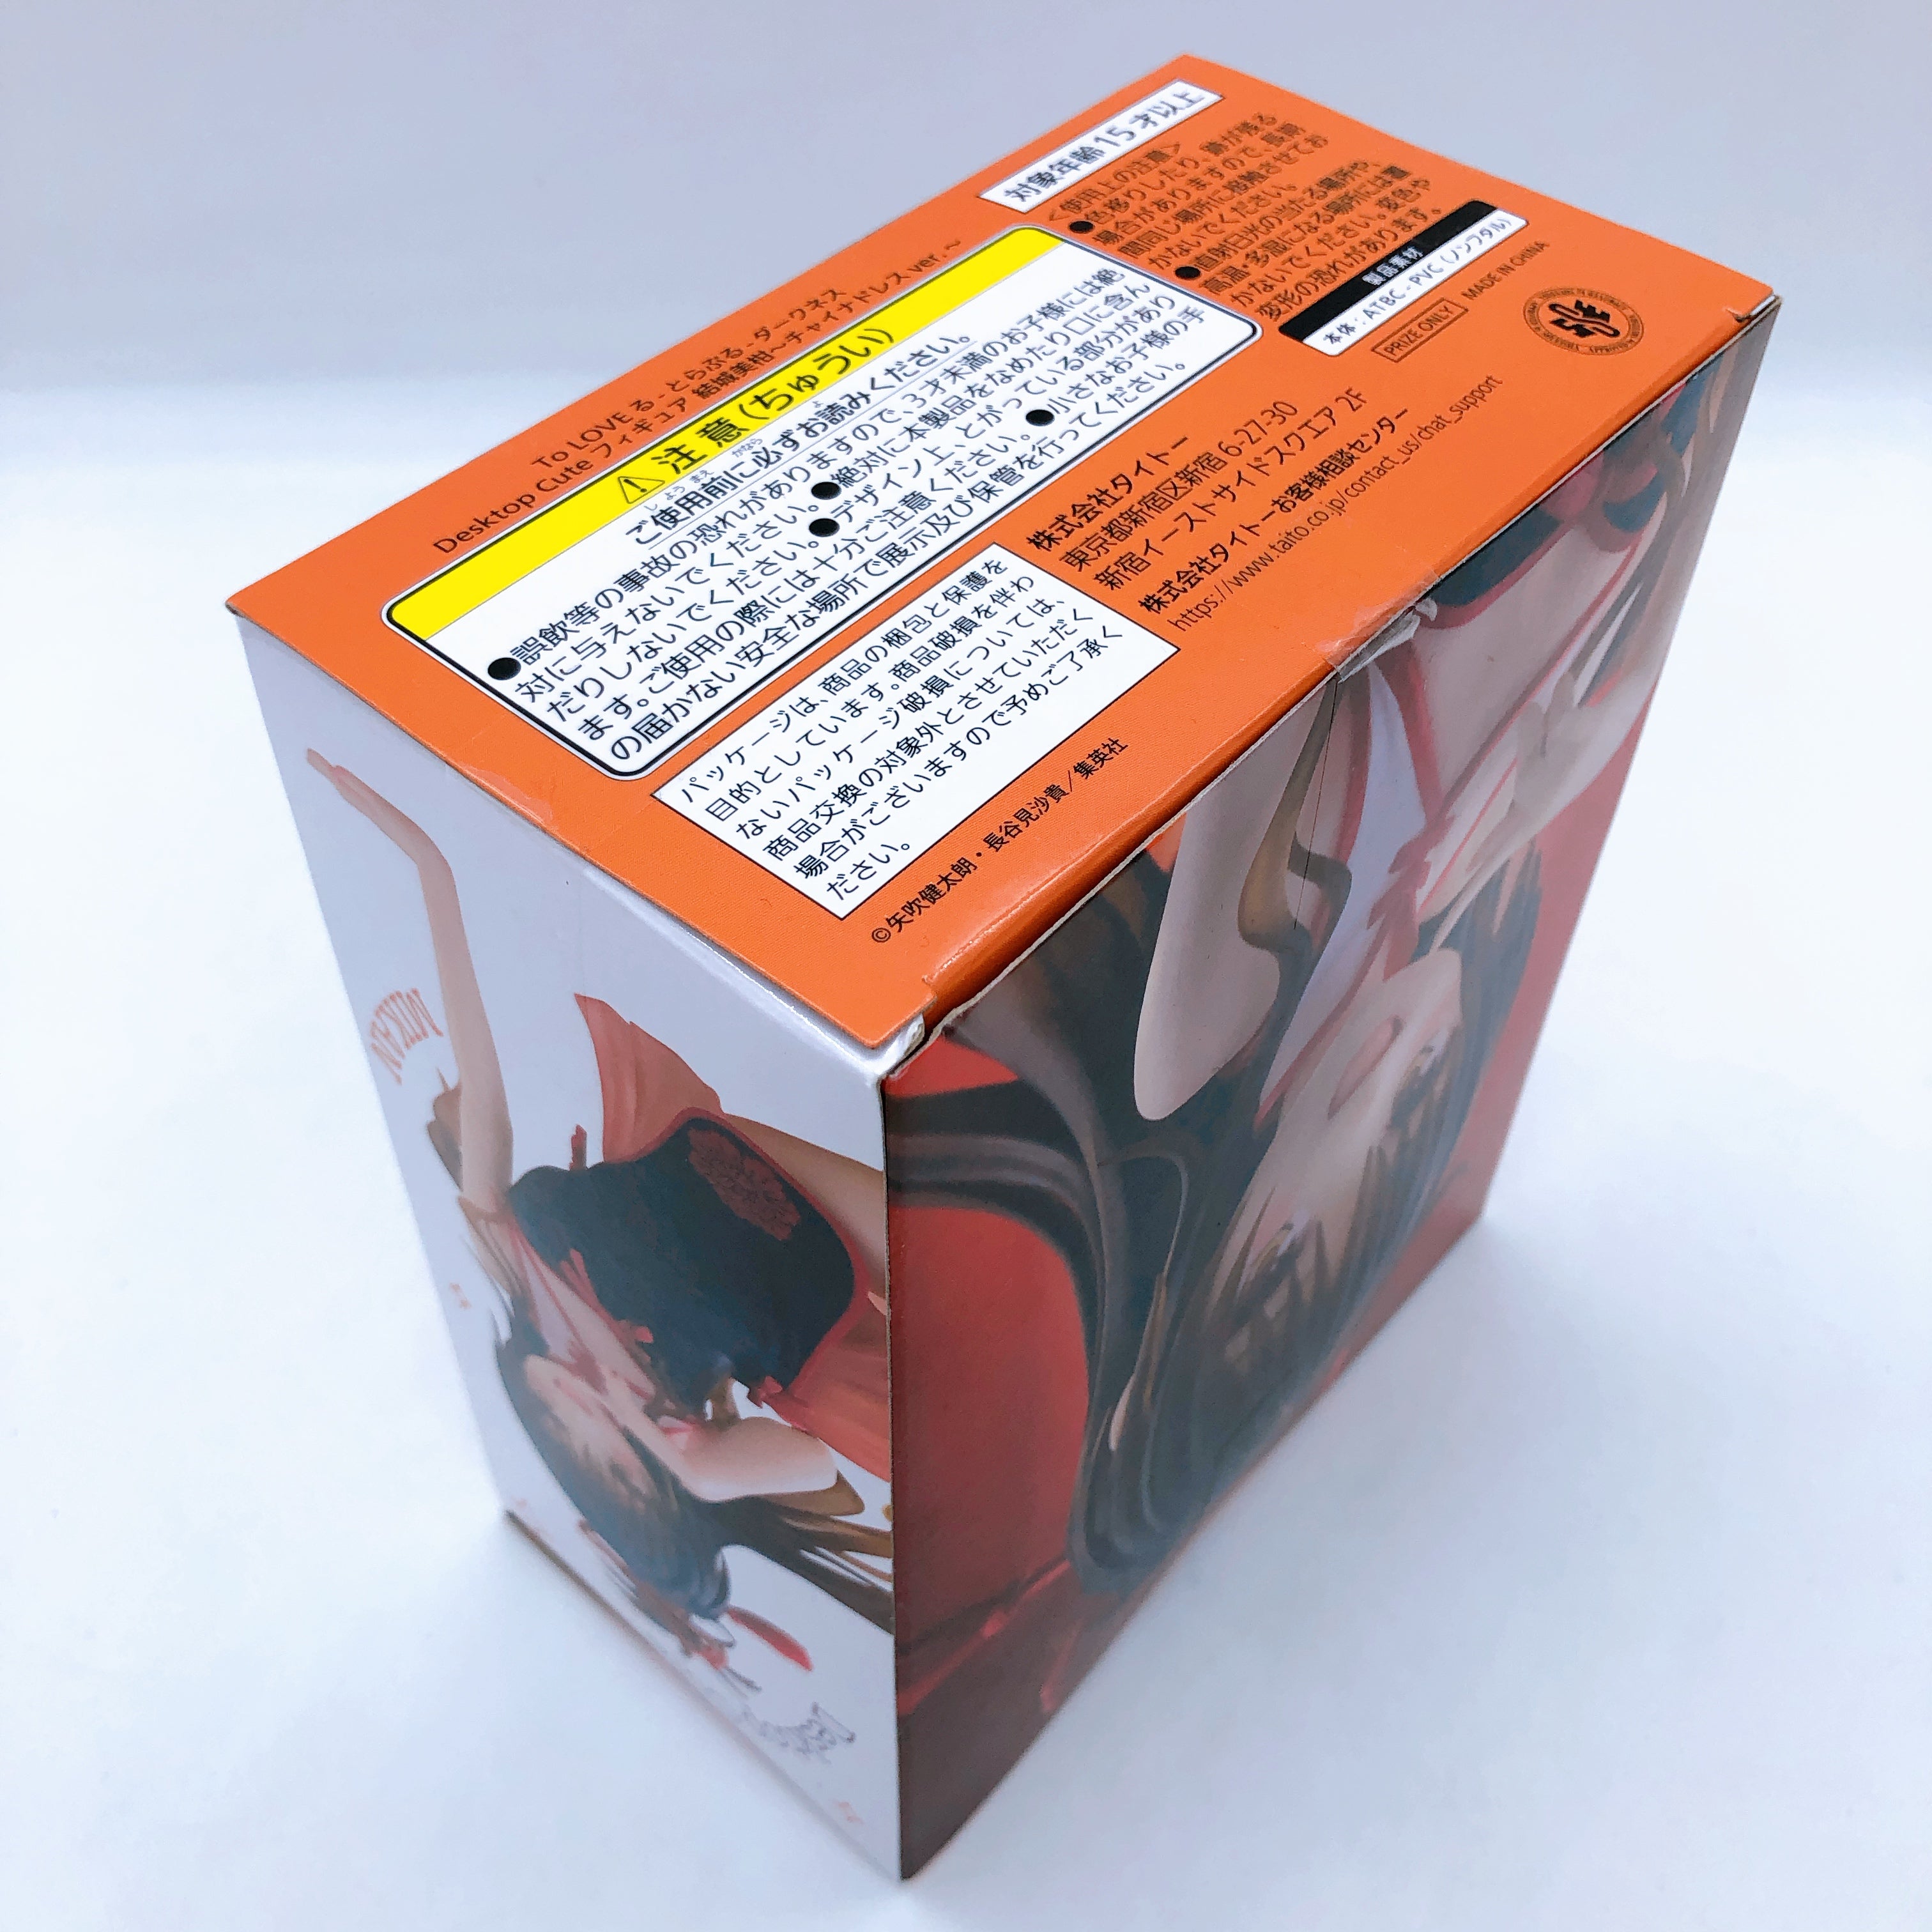 To LOVE る -とらぶる- ダークネス
Desktop Cute フィギュア 結城美柑～チャイナドレス ver.～
注意(ちゅうい)
ご使用前に必ずお読みください。
●誤飲等の事故の恐れがありますので、3才未満のお子様には絶
対に与えないでください。●絶対に本製品をなめたり口に含ん
だりしないでください。●デザイン上、とがっている部分があり
ます。ご使用の際には十分ご注意ください。●小さなお子様の手
の届かない安全な場所で展示及び保管を行ってください。
パッケージは、商品の梱包と保護を
目的としています。商品破損を伴わ
ないパッケージ破損については、
商品交換の対象外とさせていただく
場合がございますので予めご了承く
ださい。
©矢吹健太朗・長谷見沙貴／集英社
対象年齢15才以上
<使用上の注意>
●色移りしたり、跡が残る
場合がありますので、長時
間同じ場所に接触させてお
かないでください。
●直射日光の当たる場所や
高温・多湿になる場所には置
かないでください。変色や
変形の恐れがあります。
製品素材
本体：ATBC-PVC (ノンフタル)
PRIZE ONLY
MADE IN CHINA
株式会社タイトー
東京都新宿区新宿 6-27-30
新宿イーストサイドスクエア 2F
株式会社タイトーお客様相談センター
https://www.taito.co.jp/contact_us/chat_support
MIKAN